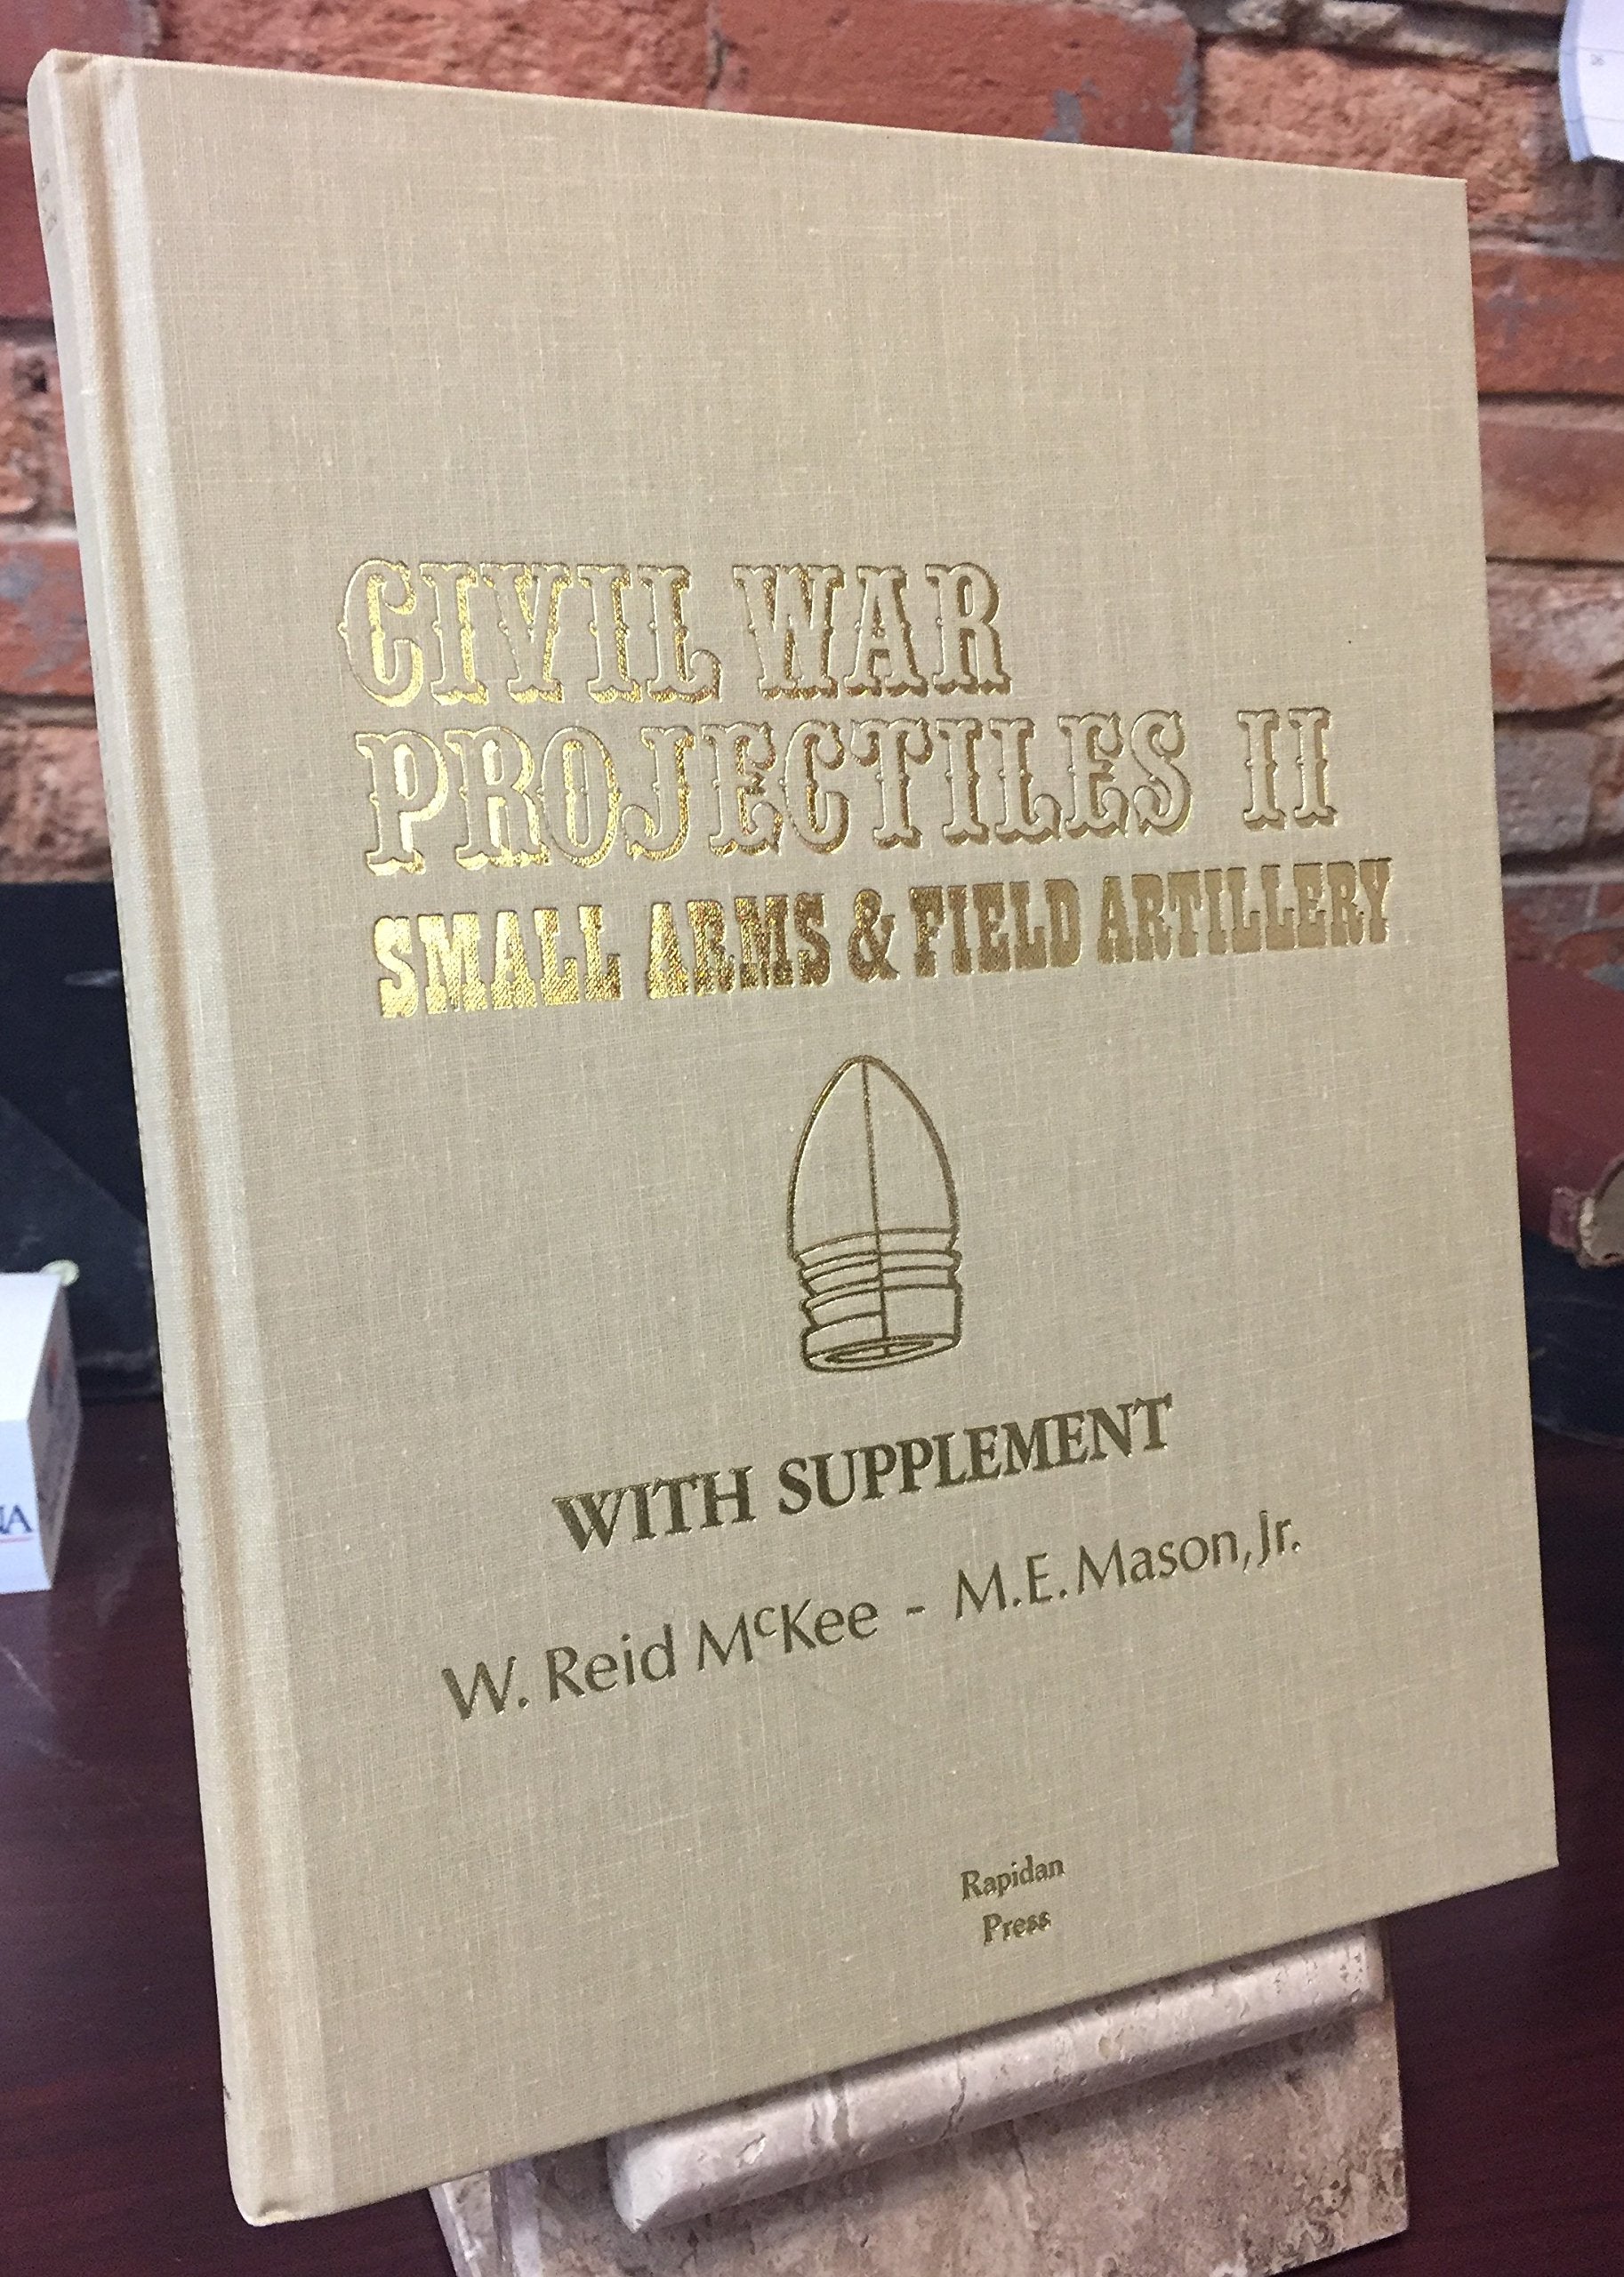 CIVIL WAR
PROJECTILES II
SMALL ARMS & FIELD ARTILLERY
WITH SUPPLEMENT
W. Reid McKee - M.E. Mason, Jr.
Rapidan
Press